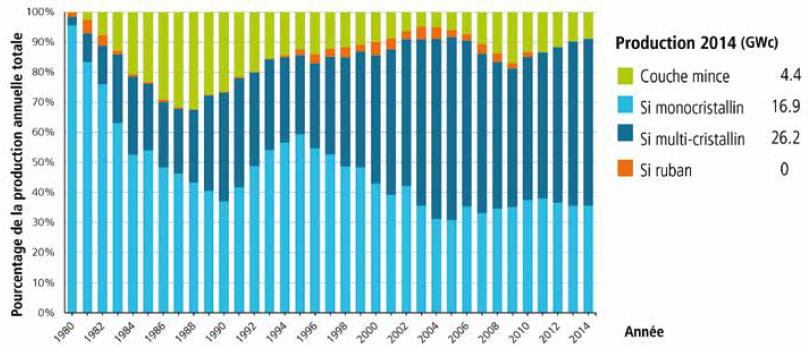 100%
90%
80%
70%
60%
50%
40%
30%
20%
10%
0%
Pourcentage de la production annuelle totale
1980 1982 1984 1986 1988 1990 1992 1994 1996 1998 2000 2002 2004 2006 2008 2010 2012 2014
Production 2014 (GWc)
Couche mince 4.4
Si monocristallin 16.9
Si multi-cristallin 26.2
Si ruban 0
Année